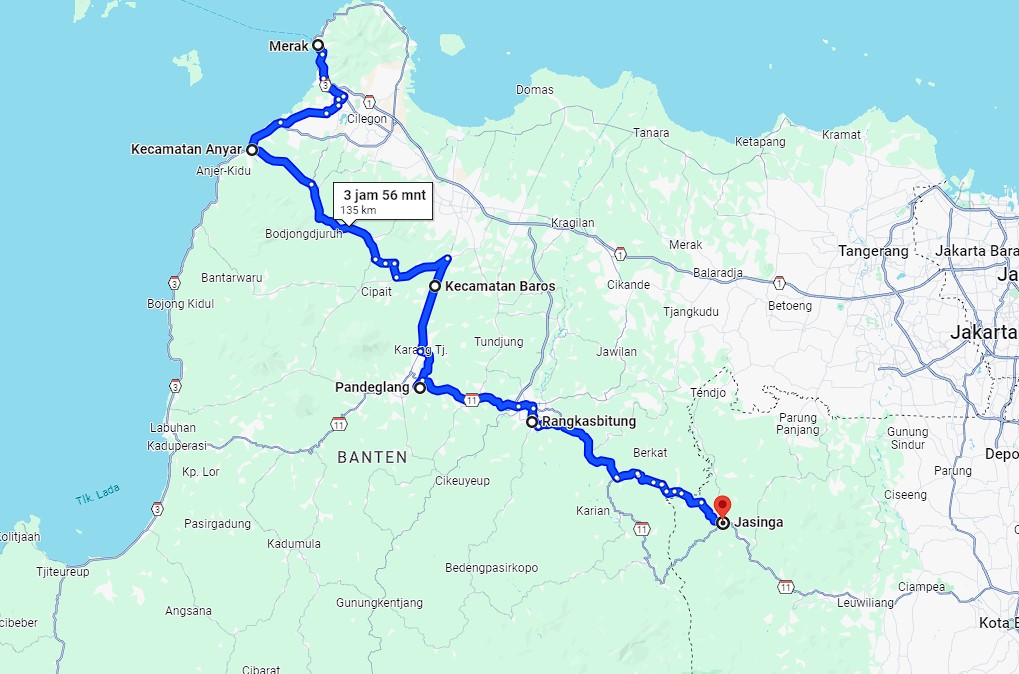 Merak
3
1
Domas
Cilegon
Tanara
Ketapang
Kramat
Kecamatan Anyar
Anjer-Kidu
3 jam 56 mnt
135 km
Kragilan
Bodjongdjuruh
Merak
1
Tangerang
Jakarta Bara
Bantarwaru
3
Balaradja
1
Ja
Cipait
Kecamatan Baros
Cikande
Bojong Kidul
Betoeng
Tjangkudu
Jakarta
Tundjung
Karang Tj.
Jawilan
3
Pandeglang
11
Tendjo
Labuhan
11
Rangkasbitung
Parung
Panjang
Kaduperasi
Gunung
Sindur
BANTEN
Berkat
Depo
Kp. Lor
Parung
Cikeuyeup
Tlk. Lada
Ciseeng
3
Karian
Pasirgadung
11
Jasinga
Kolitjaah
Kadumula
Tjiteureup
Bedengpasirkopo
11
Ciampea
Angsana
Gunungkentjang
Leuwiliang
cibeber
Kota B
Cibarat